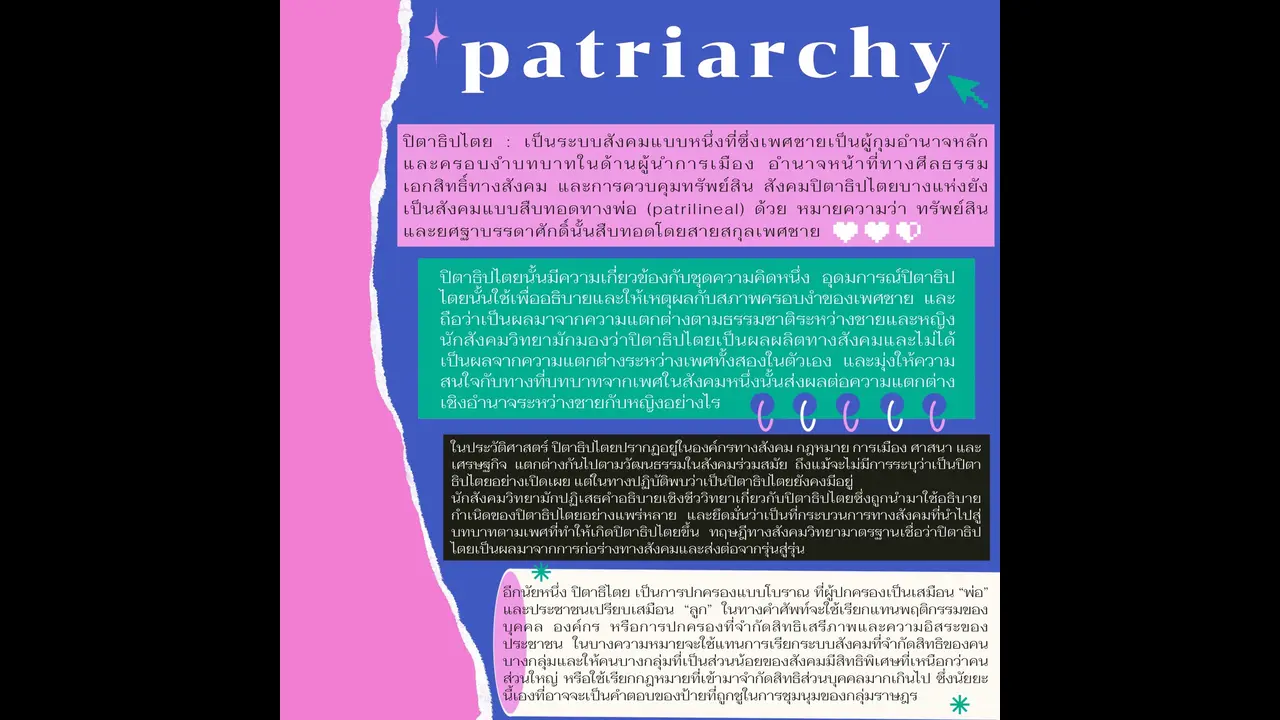 patriarchy
ปิตาธิปไตย : เป็นระบบสังคมแบบหนึ่งที่ซึ่งเพศชายเป็นผู้กุมอำนาจหลัก
และครอบงำบทบาทในด้านผู้นำการเมือง อำนาจหน้าที่ทางศีลธรรม
เอกสิทธิ์ทางสังคม และการควบคุมทรัพย์สิน สังคมปิตาธิปไตยบางแห่งยัง
เป็นสังคมแบบสืบทอดทางพ่อ (patrilineal) ด้วย หมายความว่า ทรัพย์สิน
และยศฐาบรรดาศักดิ์นั้นสืบทอดโดยสายสกุลเพศชาย
ปิตาธิปไตยนั้นมีความเกี่ยวข้องกับชุดความคิดหนึ่ง อุดมการณ์ปิตาธิป
ไตยนั้นใช้เพื่ออธิบายและให้เหตุผลกับสภาพครอบงำของเพศชาย และ
ถือว่าเป็นผลมาจากความแตกต่างตามธรรมชาติระหว่างชายและหญิง
นักสังคมวิทยามักมองว่าปิตาธิปไตยเป็นผลผลิตทางสังคมและไม่ได้
เป็นผลจากความแตกต่างระหว่างเพศทั้งสองในตัวเอง และมุ่งให้ความ
สนใจกับทางที่บทบาทจากเพศในสังคมหนึ่งนั้นส่งผลต่อความแตกต่าง
เชิงอำนาจระหว่างชายกับหญิงอย่างไร
ในประวัติศาสตร์ ปิตาธิปไตยปรากฏอยู่ในองค์กรทางสังคม กฎหมาย การเมือง ศาสนา และ
เศรษฐกิจ แตกต่างกันไปตามวัฒนธรรมในสังคมร่วมสมัย ถึงแม้จะไม่มีการระบุว่าเป็นปิตา
ธิปไตยอย่างเปิดเผย แต่ในทางปฏิบัติพบว่าเป็นปิตาธิปไตยยังคงมีอยู่
นักสังคมวิทยามักปฏิเสธคำอธิบายเชิงชีววิทยาเกี่ยวกับปิตาธิปไตยซึ่งถูกนำมาใช้อธิบาย
กำเนิดของปิตาธิปไตยอย่างแพร่หลาย และยึดมั่นว่าเป็นที่กระบวนการทางสังคมที่นำไปสู่
บทบาทตามเพศที่ทำให้เกิดปิตาธิปไตยขึ้น ทฤษฎีทางสังคมวิทยามาตรฐานเชื่อว่าปิตาธิป
ไตยเป็นผลมาจากการก่อร่างทางสังคมและส่งต่อจากรุ่นสู่รุ่น
อีกนัยหนึ่ง ปิตาธิไตย เป็นการปกครองแบบโบราณ ที่ผู้ปกครองเป็นเสมือน “พ่อ”
และประชาชนเปรียบเสมือน “ลูก” ในทางคำศัพท์จะใช้เรียกแทนพฤติกรรมของ
บุคคล องค์กร หรือการปกครองที่จำกัดสิทธิเสรีภาพและความอิสระของ
ประชาชน ในบางความหมายจะใช้แทนการเรียกระบบสังคมที่จำกัดสิทธิของคน
บางกลุ่มและให้คนบางกลุ่มที่เป็นส่วนน้อยของสังคมมีสิทธิพิเศษที่เหนือกว่าคน
ส่วนใหญ่ หรือใช้เรียกกฎหมายที่เข้ามาจำกัดสิทธิส่วนบุคคลมากเกินไป ซึ่งนัยยะ
นี้เองที่อาจจะเป็นคำตอบของป้ายที่ถูกชูในการชุมนุมของกลุ่มราษฎร